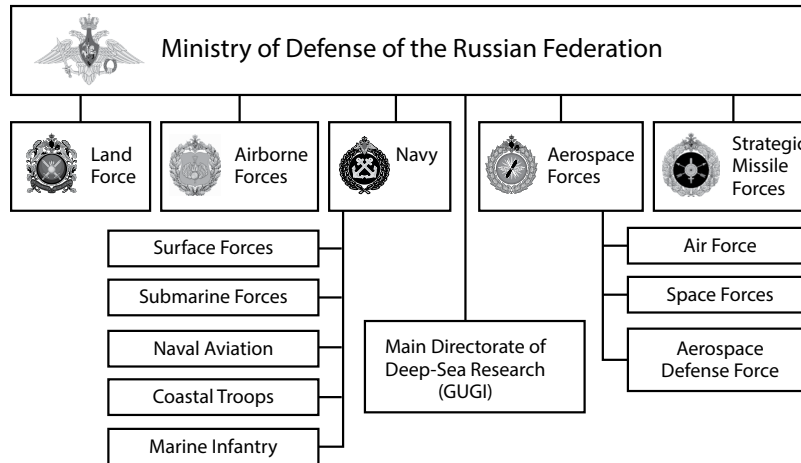 Ministry of Defense of the Russian Federation
Land
Force
Airborne
Forces
Navy
Aerospace
Forces
Strategic
Missile
Forces
Surface Forces
Submarine Forces
Naval Aviation
Coastal Troops
Marine Infantry
Main Directorate of
Deep-Sea Research
(GUGI)
Air Force
Space Forces
Aerospace
Defense Force